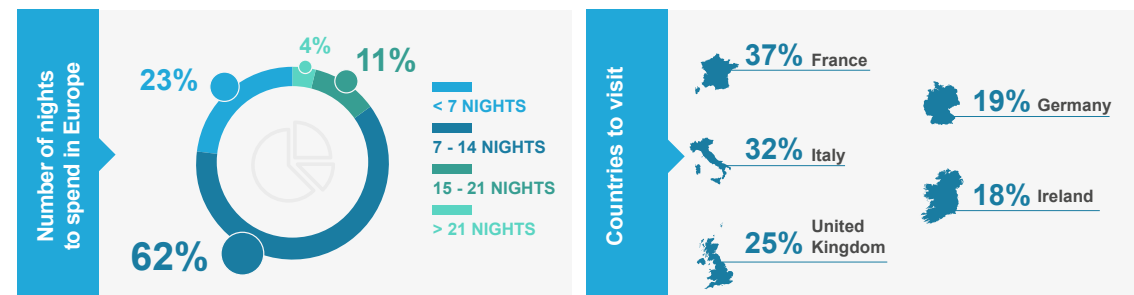 Number of nights
to spend in Europe
4%
11%
23%
62%
< 7 NIGHTS
7 - 14 NIGHTS
15 - 21 NIGHTS
> 21 NIGHTS
Countries to visit
37% France
32% Italy
25% United
Kingdom
19% Germany
18% Ireland